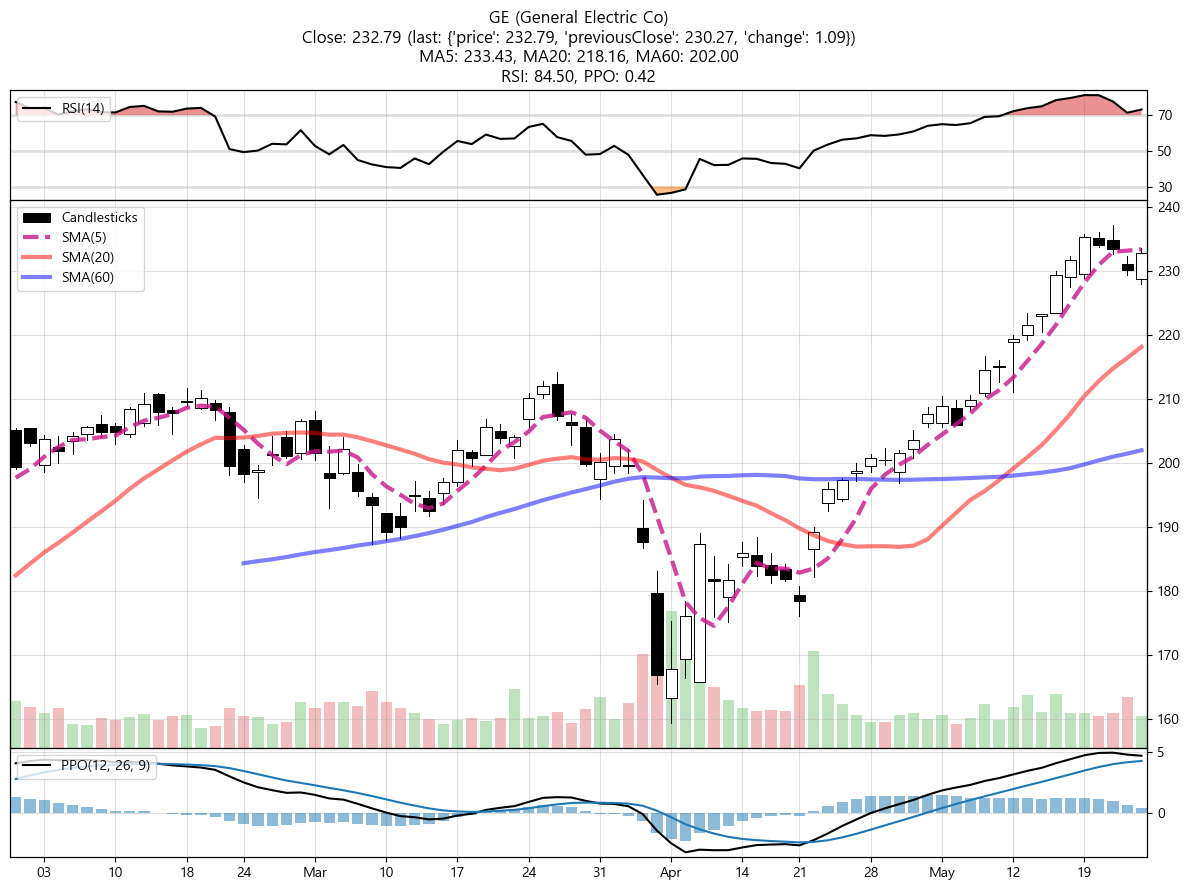 GE (General Electric Co)
Close: 232.79 (last: {'price': 232.79, 'previousClose': 230.27, 'change': 1.09})
MA5: 233.43, MA20: 218.16, MA60: 202.00
RSI: 84.50, PPO: 0.42
RSI(14)
70
50
30
Candlesticks
SMA(5)
SMA(20)
SMA(60)
240
230
220
210
200
190
180
170
160
PPO(12, 26, 9)
5
0
03 10 18 24 Mar 10 17 24 31 Apr 14 21 28 May 12 19